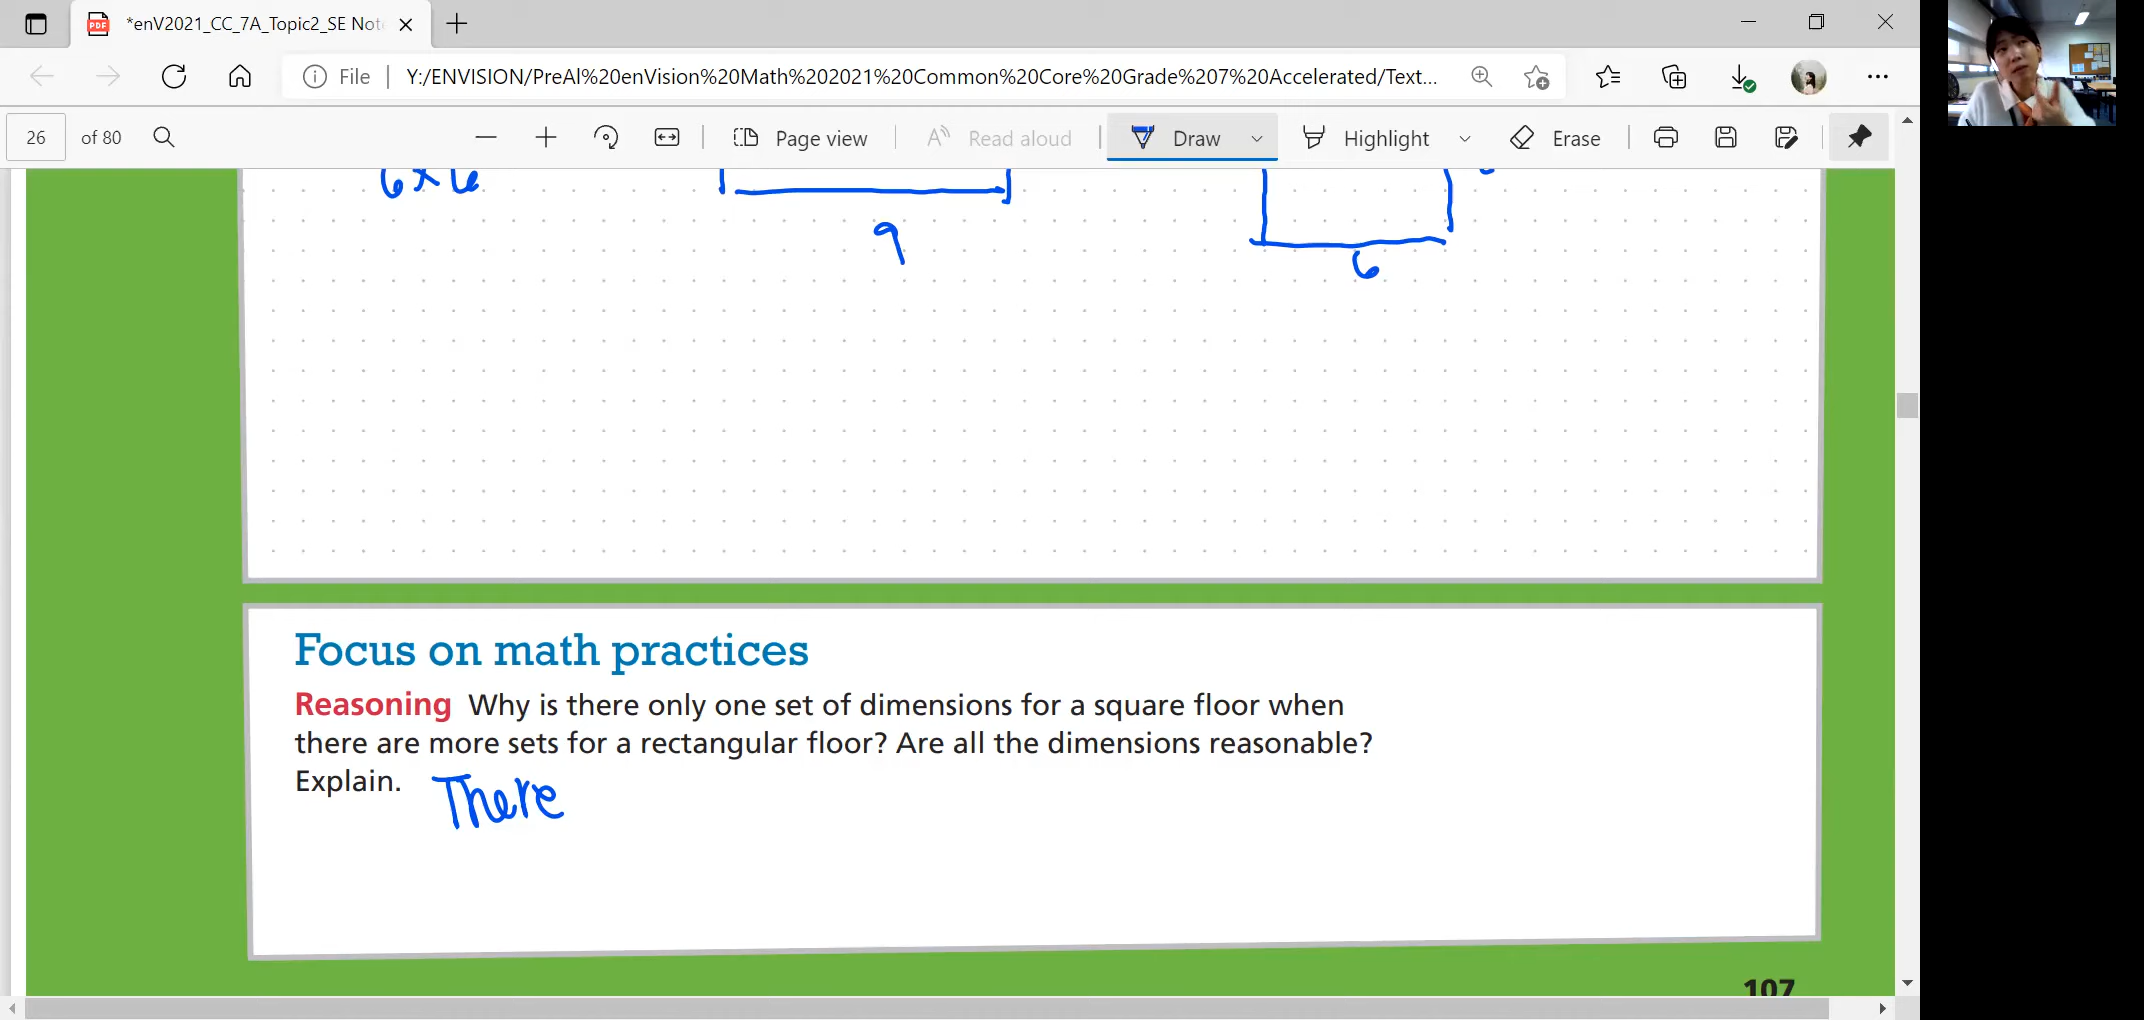 *enV2021_CC_7A_Topic2_SE Not
File
Y:/ENVISION/PreAl%20enVision%20Math%202021%20Common%20Core%20Grade%207%20Accelerated/Text...
26 of 80
Page view
Read aloud
Draw
Highlight
Erase
6 x 6
9
6
Focus on math practices
Reasoning Why is there only one set of dimensions for a square floor when
there are more sets for a rectangular floor? Are all the dimensions reasonable?
Explain. There
107